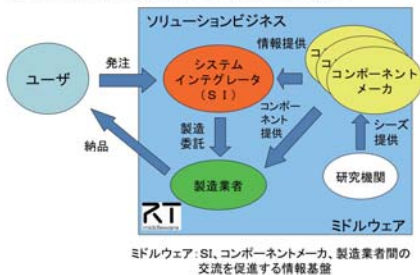 ソリューションビジネス
ユーザ
発注
システム
インテグレータ
(SI)
情報提供
コ
コ
コンポーネント
メーカ
コンポー
ネント
提供
製造
委託
シーズ
提供
納品
製造業者
研究機関
RT
middleware
ミドルウェア
ミドルウェア:SI、コンポーネントメーカ、製造業者間の
交流を促進する情報基盤